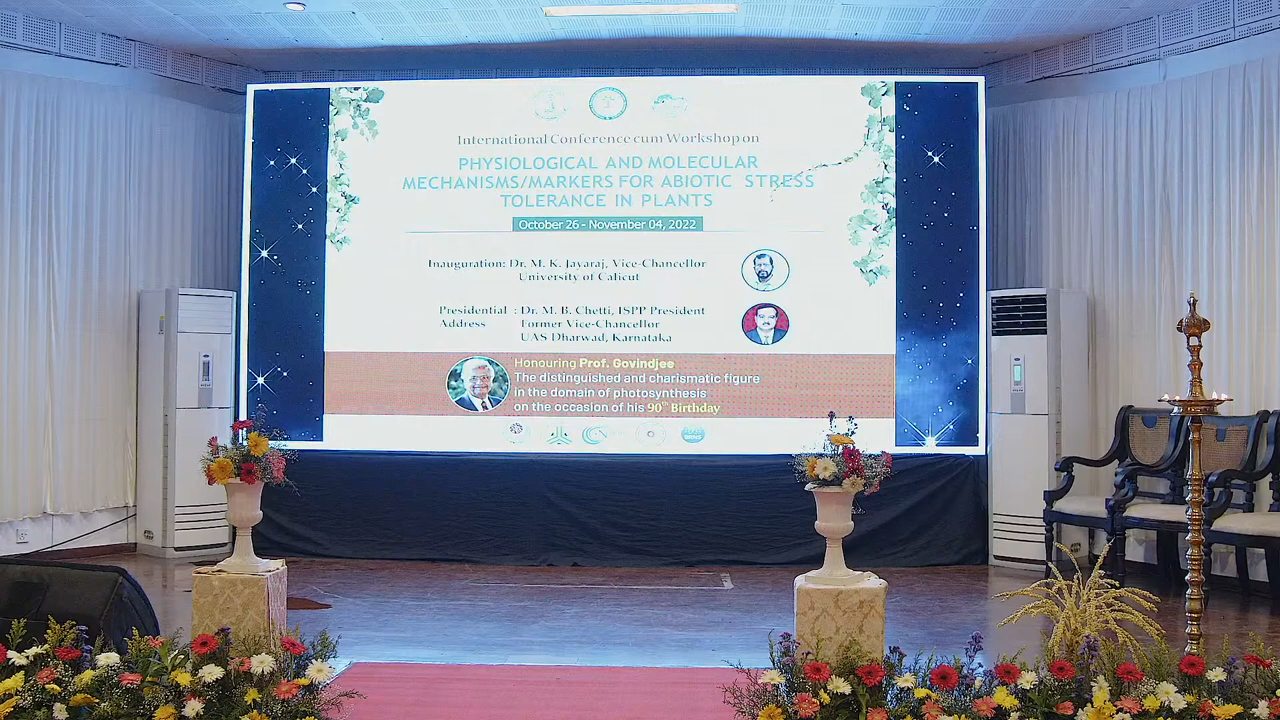 International Conference cum Workshop on
PHYSIOLOGICAL AND MOLECULAR
MECHANISMS/MARKERS FOR ABIOTIC STRESS
TOLERANCE IN PLANTS
October 26 - November 04, 2022
Inauguration: Dr. M. K. Jayaraj, Vice-Chancellor
University of Calicut
Presidential : Dr. M. B. Chetti, ISPP President
Address Former Vice-Chancellor
UAS Dharwad, Karnataka
Honouring Prof. Govindjee
The distinguished and charismatic figure
in the domain of photosynthesis
on the occasion of his 90th Birthday